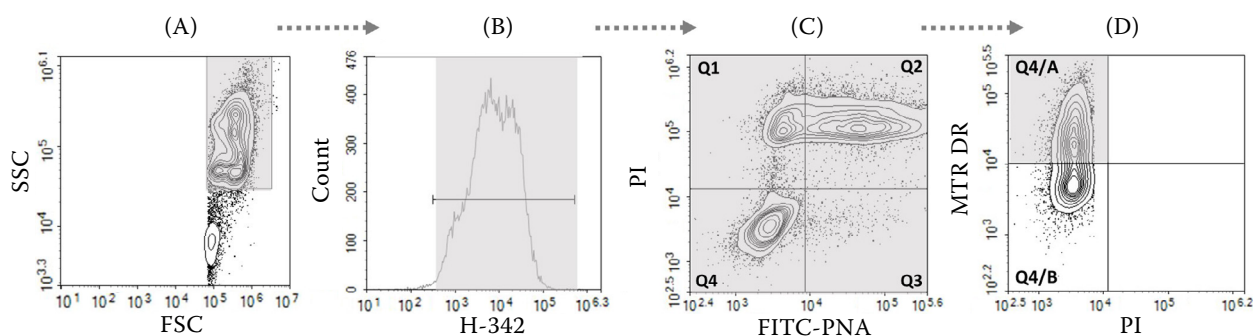 (A)
(B)
(C)
(D)
SSC
10^6.1
10^5
10^4
10^3.3
10^1 10^2 10^3 10^4 10^5 10^6 10^7
FSC
Count
476
400
300
200
100
0
10^1 10^2 10^3 10^4 10^5 10^6.3
H-342
PI
10^6.2
10^5
10^4
10^3
10^2.5
Q1 Q2
Q4 Q3
10^2.4 10^3 10^4 10^5 10^5.6
FITC-PNA
MTR DR
10^5.5
10^5
10^4
10^3
10^2.2
Q4/A
Q4/B
10^2.5 10^3 10^4 10^5 10^6.2
PI